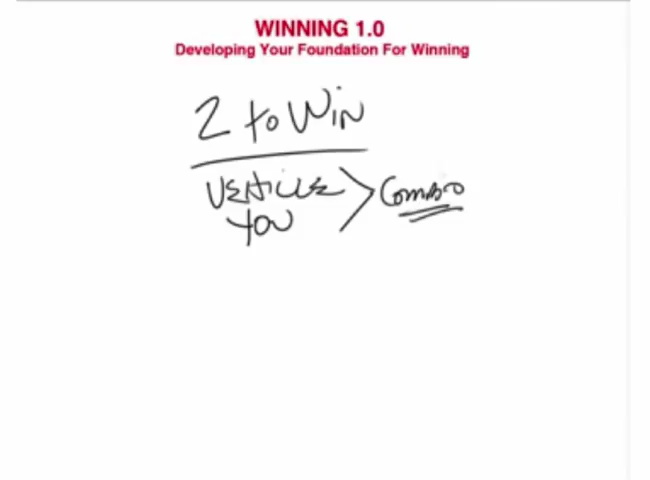 WINNING 1.0
Developing Your Foundation For Winning
2 to WIN
VEHICLE > COMBO
YOU